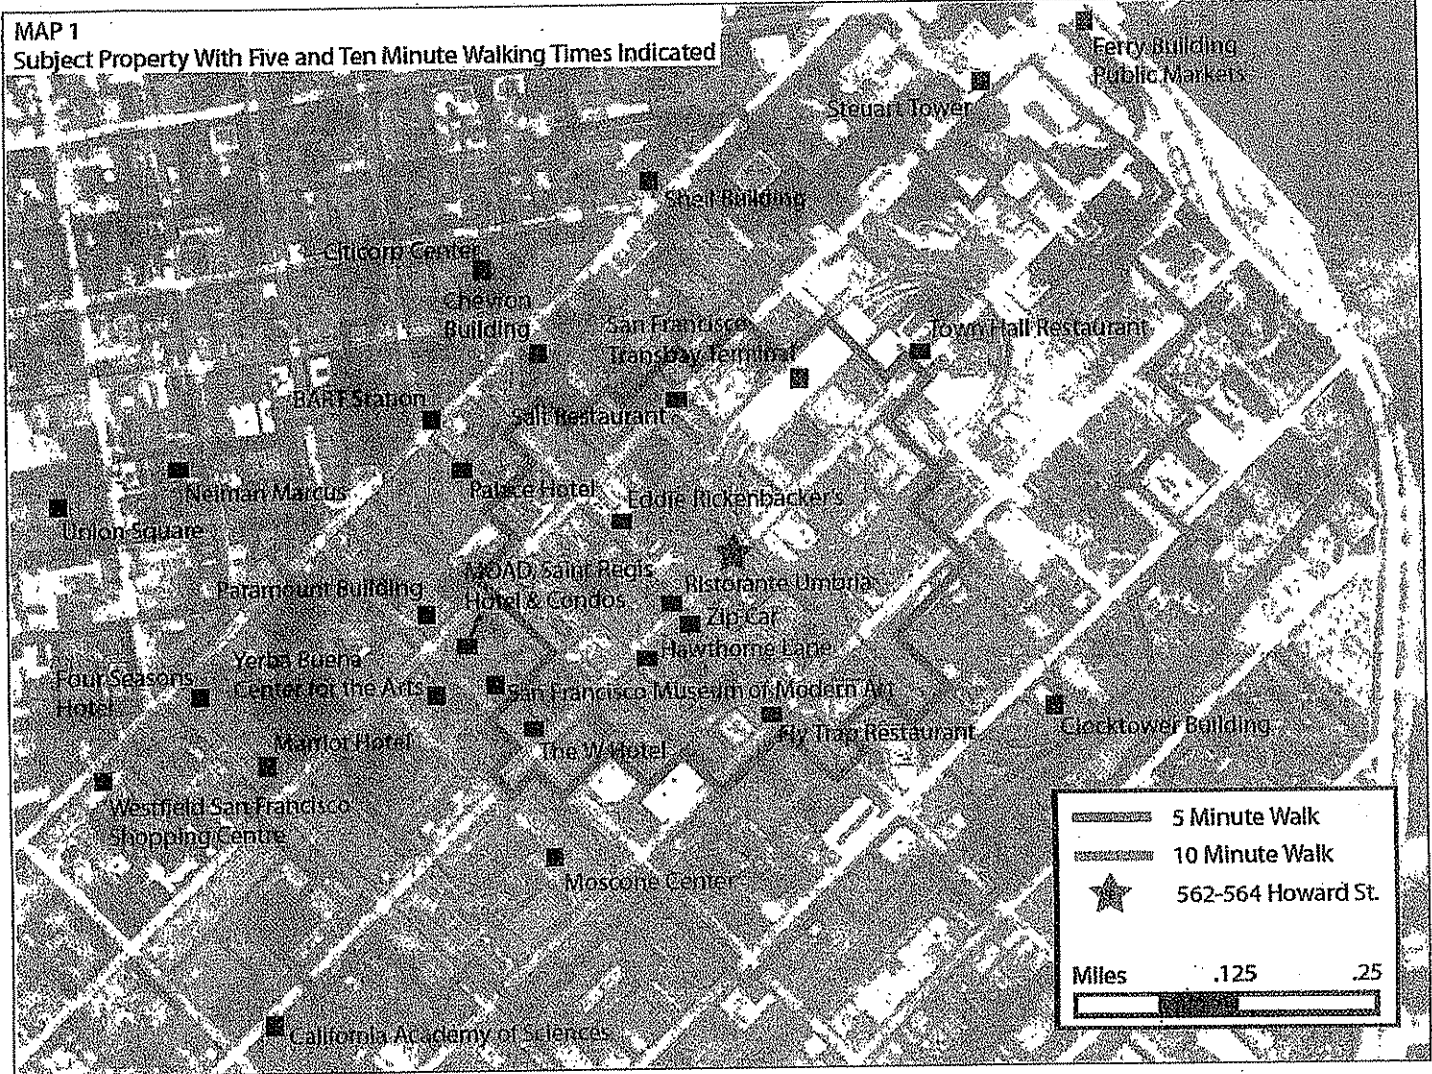 MAP 1
Subject Property With Five and Ten Minute Walking Times Indicated
Ferry Building
Public Markets
Steuart Tower
Shell Building
Citicorp Center
Chevron
Building
San Francisco
Transbay Terminal
Town Hall Restaurant
BART Station
Salt Restaurant
Neiman Marcus
Palace Hotel
Eddie Rickenbacker's
Union Square
MOAD, Saint Regis
Hotel & Condos
Ristorante Umbria
Paramount Building
Zip Car
Hawthorne Lane
Yerba Buena
Center for the Arts
Four Seasons
Hotel
San Francisco Museum of Modern Art
Clocktower Building
Fly Trap Restaurant
Marriot Hotel
The W Hotel
Westfield San Francisco
Shopping Centre
Moscone Center
California Academy of Sciences
5 Minute Walk
10 Minute Walk
562-564 Howard St.
Miles .125 .25